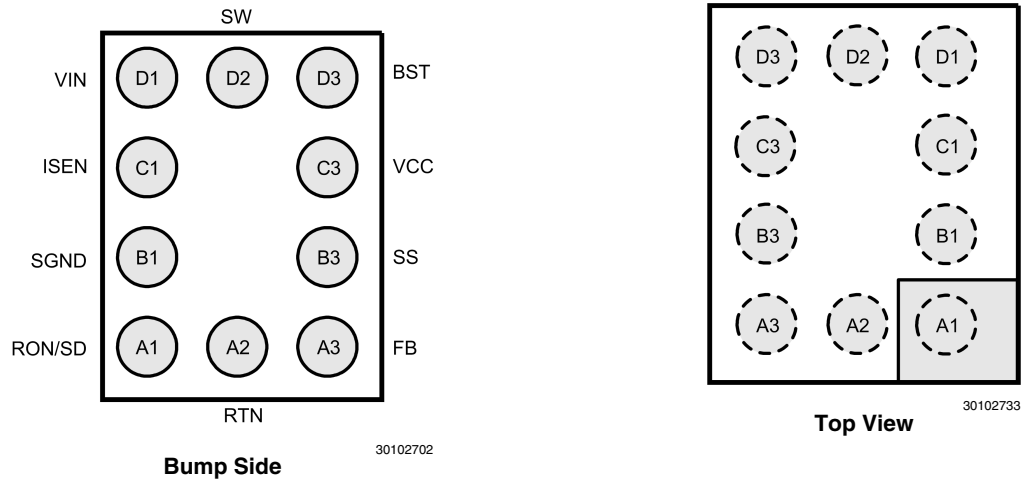 SW
VIN D1 D2 D3 BST
ISEN C1 C3 VCC
SGND B1 B3 SS
RON/SD A1 A2 A3 FB
RTN
30102702
Bump Side
D3 D2 D1
C3 C1
B3 B1
A3 A2 A1
30102733
Top View